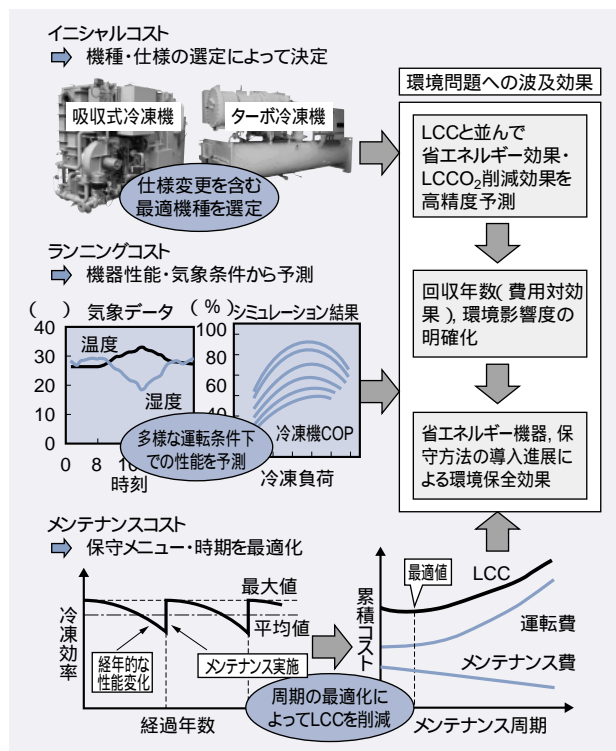 イニシャルコスト
機種・仕様の選定によって決定
吸収式冷凍機
ターボ冷凍機
仕様変更を含む
最適機種を選定
ランニングコスト
機器性能・気象条件から予測
( )
気象データ
40
30
20
10
0
温度
湿度
0 8
時刻
(%)
シミュレーション結果
100
80
60
冷凍機COP
冷凍負荷
多様な運転条件下
での性能を予測
メンテナンスコスト
保守メニュー・時期を最適化
冷凍効率
最大値
平均値
経年的な
性能変化
メンテナンス実施
経過年数
周期の最適化に
よってLCCを削減
累積コスト
最適値
LCC
運転費
メンテナンス費
メンテナンス周期
環境問題への波及効果
LCCと並んで
省エネルギー効果・
LCCO₂削減効果を
高精度予測
回収年数(費用対効
果),環境影響度の
明確化
省エネルギー機器,保
守方法の導入進展に
よる環境保全効果